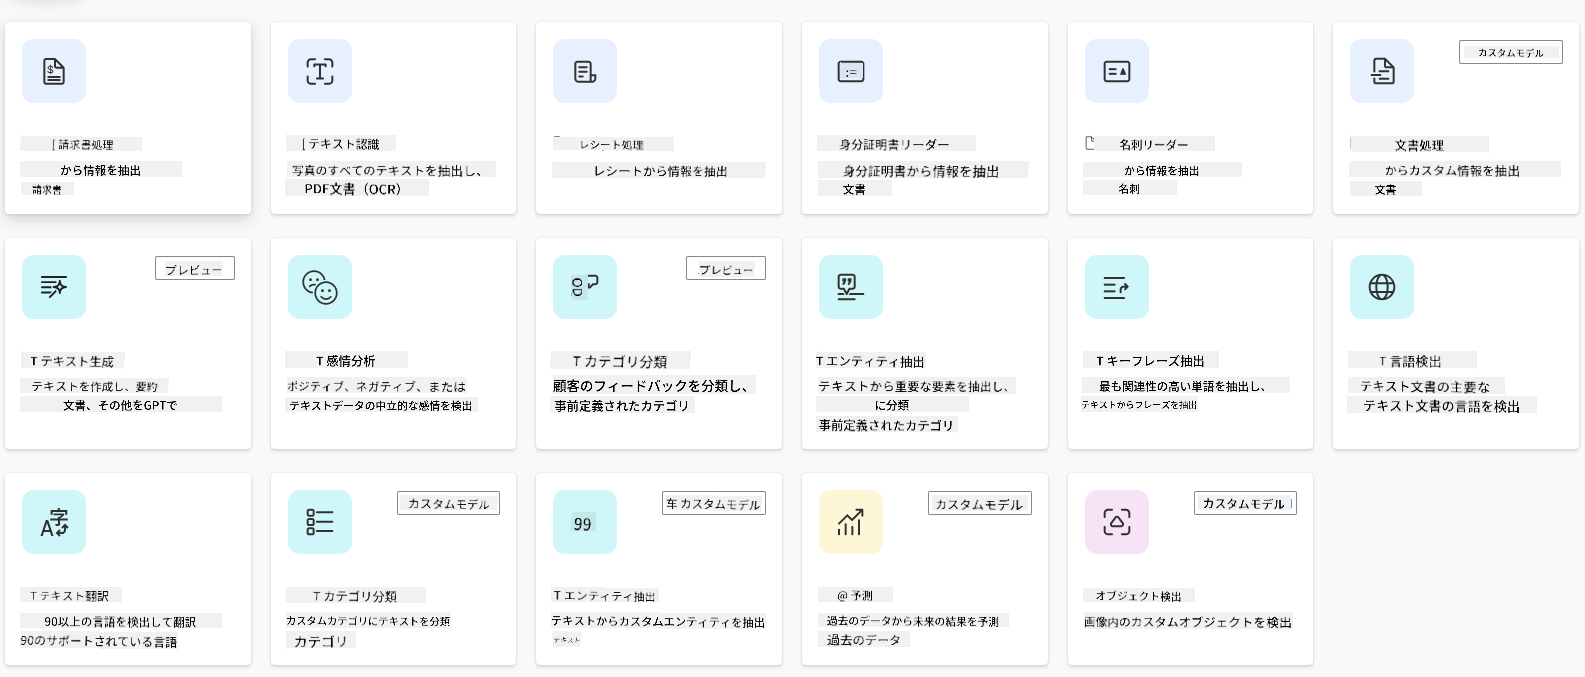 [ 請求書処理
から情報を抽出
請求書
[ テキスト認識
写真のすべてのテキストを抽出し、
PDF文書（OCR）
レシート処理
レシートから情報を抽出
身分証明書リーダー
身分証明書から情報を抽出
文書
名刺リーダー
から情報を抽出
名刺
カスタムモデル
文書処理
からカスタム情報を抽出
文書
プレビュー
T テキスト生成
テキストを作成し、要約
文書、その他をGPTで
T 感情分析
ポジティブ、ネガティブ、または
テキストデータの中立的な感情を検出
プレビュー
T カテゴリ分類
顧客のフィードバックを分類し、
事前定義されたカテゴリ
T エンティティ抽出
テキストから重要な要素を抽出し、
に分類
事前定義されたカテゴリ
T キーフレーズ抽出
最も関連性の高い単語を抽出し、
テキストからフレーズを抽出
T 言語検出
テキスト文書の主要な
テキスト文書の言語を検出
T テキスト翻訳
90以上の言語を検出して翻訳
90のサポートされている言語
カスタムモデル
T カテゴリ分類
カスタムカテゴリにテキストを分類
カテゴリ
车 カスタムモデル
99
T エンティティ抽出
テキストからカスタムエンティティを抽出
テキスト
カスタムモデル
@ 予測
過去のデータから未来の結果を予測
過去のデータ
カスタムモデル
オブジェクト検出
画像内のカスタムオブジェクトを検出